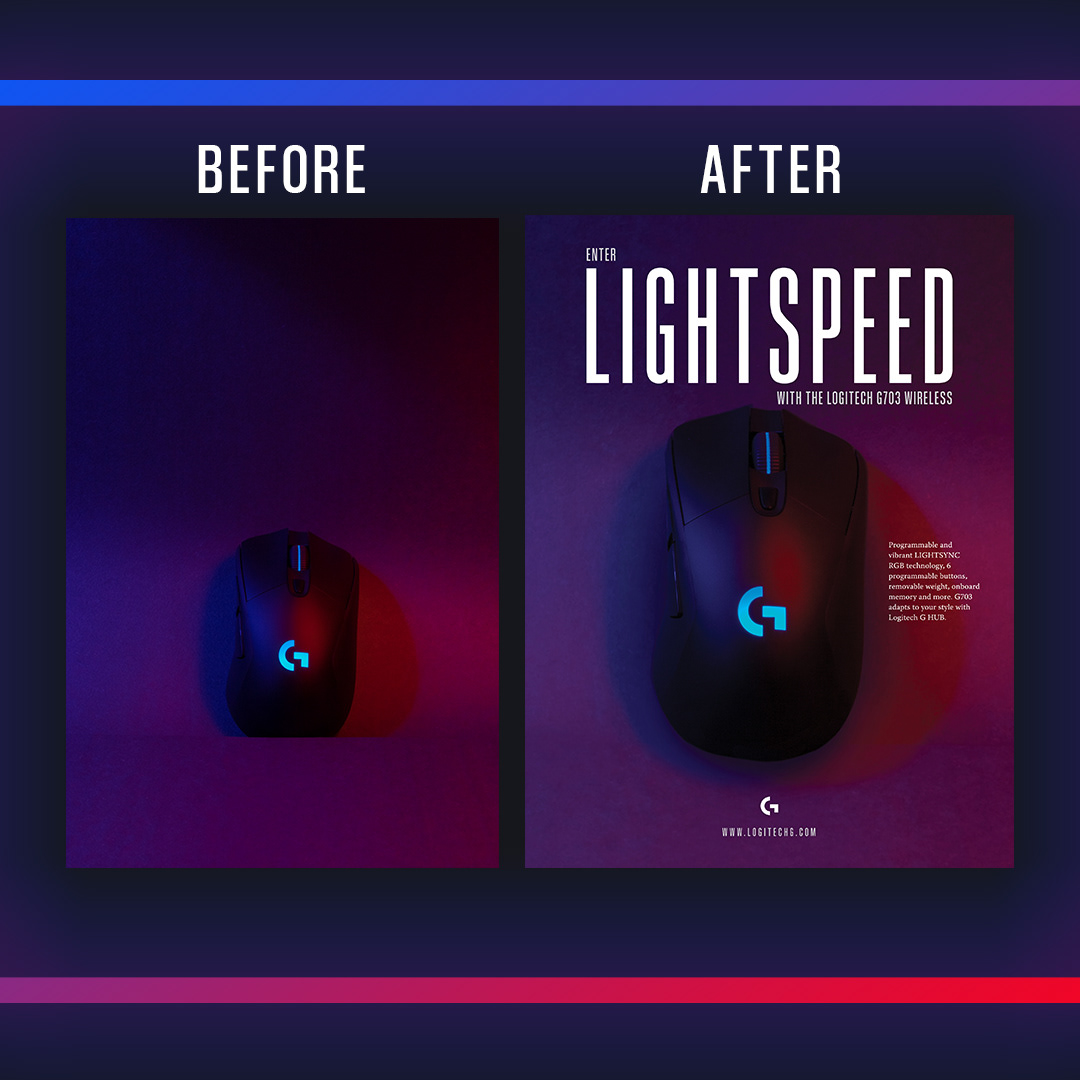 BEFORE
AFTER
ENTER
LIGHTSPEED
WITH THE LOGITECH G703 WIRELESS
Programmable and
vibrant LIGHTSYNC
RGB technology, 6
programmable buttons,
removable weight, onboard
memory and more. G703
adapts to your style with
Logitech G HUB.
WWW.LOGITECHG.COM